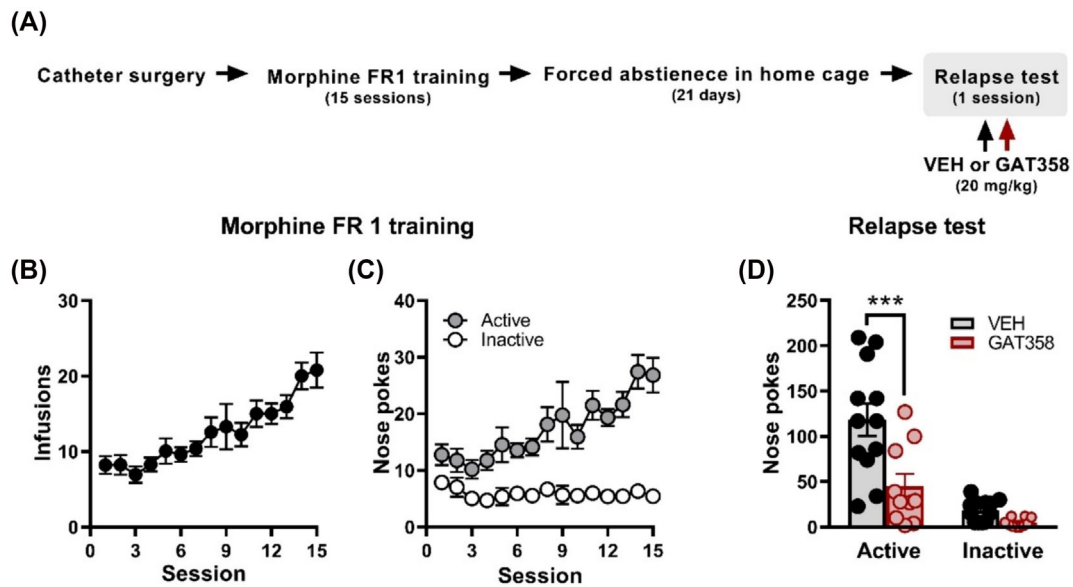 (A)
Catheter surgery
Morphine FR1 training
(15 sessions)
Forced abstienece in home cage
(21 days)
Relapse test
(1 session)
VEH or GAT358
(20 mg/kg)
Morphine FR 1 training
Relapse test
(B)
Infusions
30
20
10
0
0 3 6 9 12 15
Session
(C)
Nose pokes
40
30
20
10
0
Active
Inactive
0 3 6 9 12 15
Session
(D)
Nose pokes
250
200
150
100
50
0
***
VEH
GAT358
Active Inactive